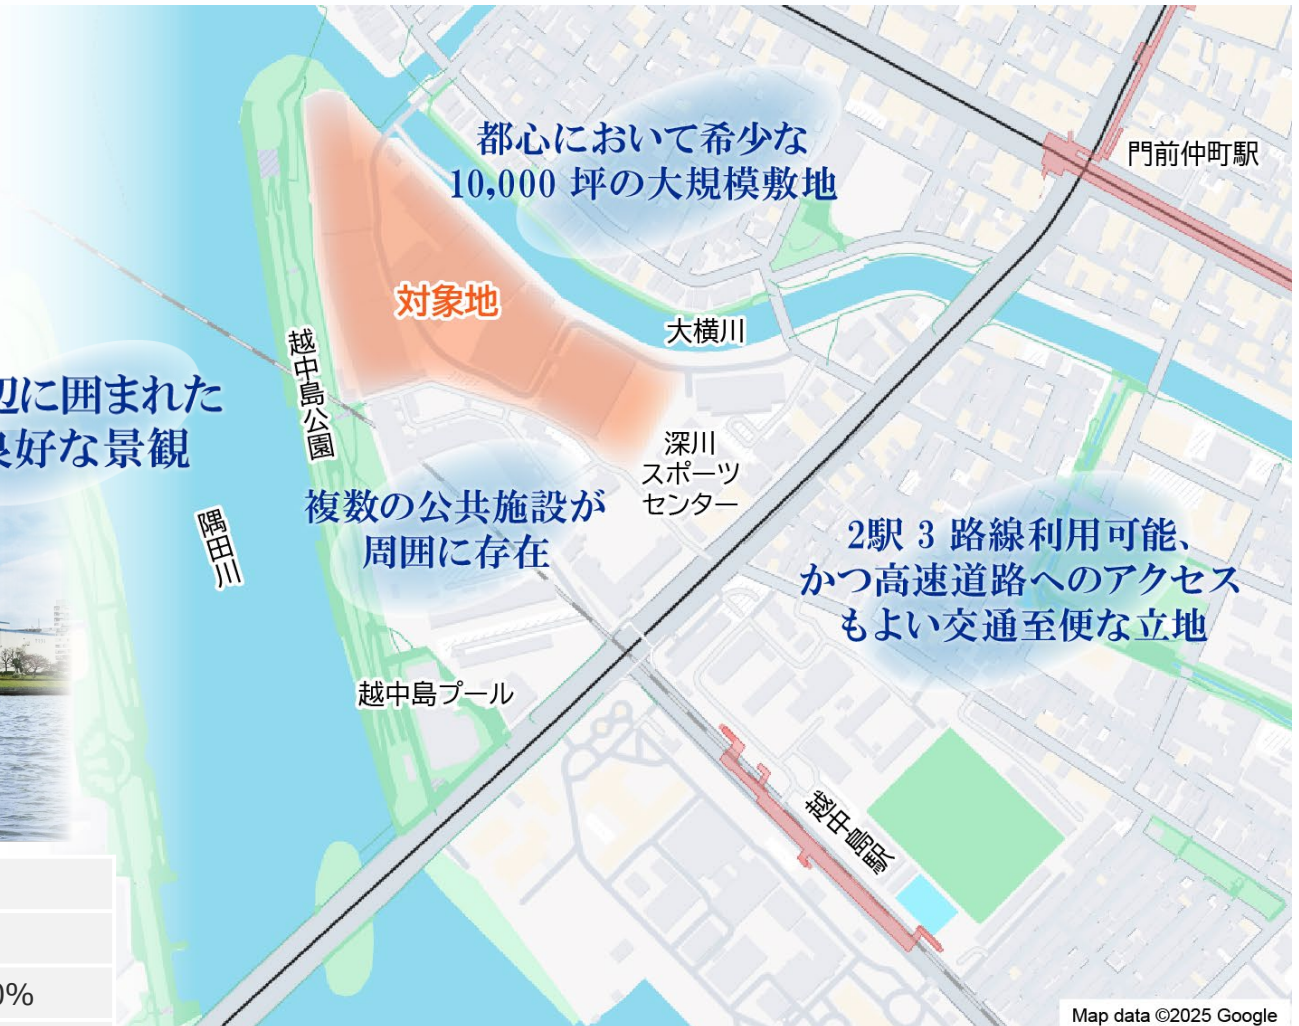 都心において希少な
10,000 坪の大規模敷地
門前仲町駅
対象地
大横川
越中島公園
辺に囲まれた
良好な景観
深川
スポーツ
センター
複数の公共施設が
周囲に存在
隅田川
2駅 3 路線利用可能、
かつ高速道路へのアクセス
もよい交通至便な立地
越中島プール
越中島駅
0%
Map data ©2025 Google